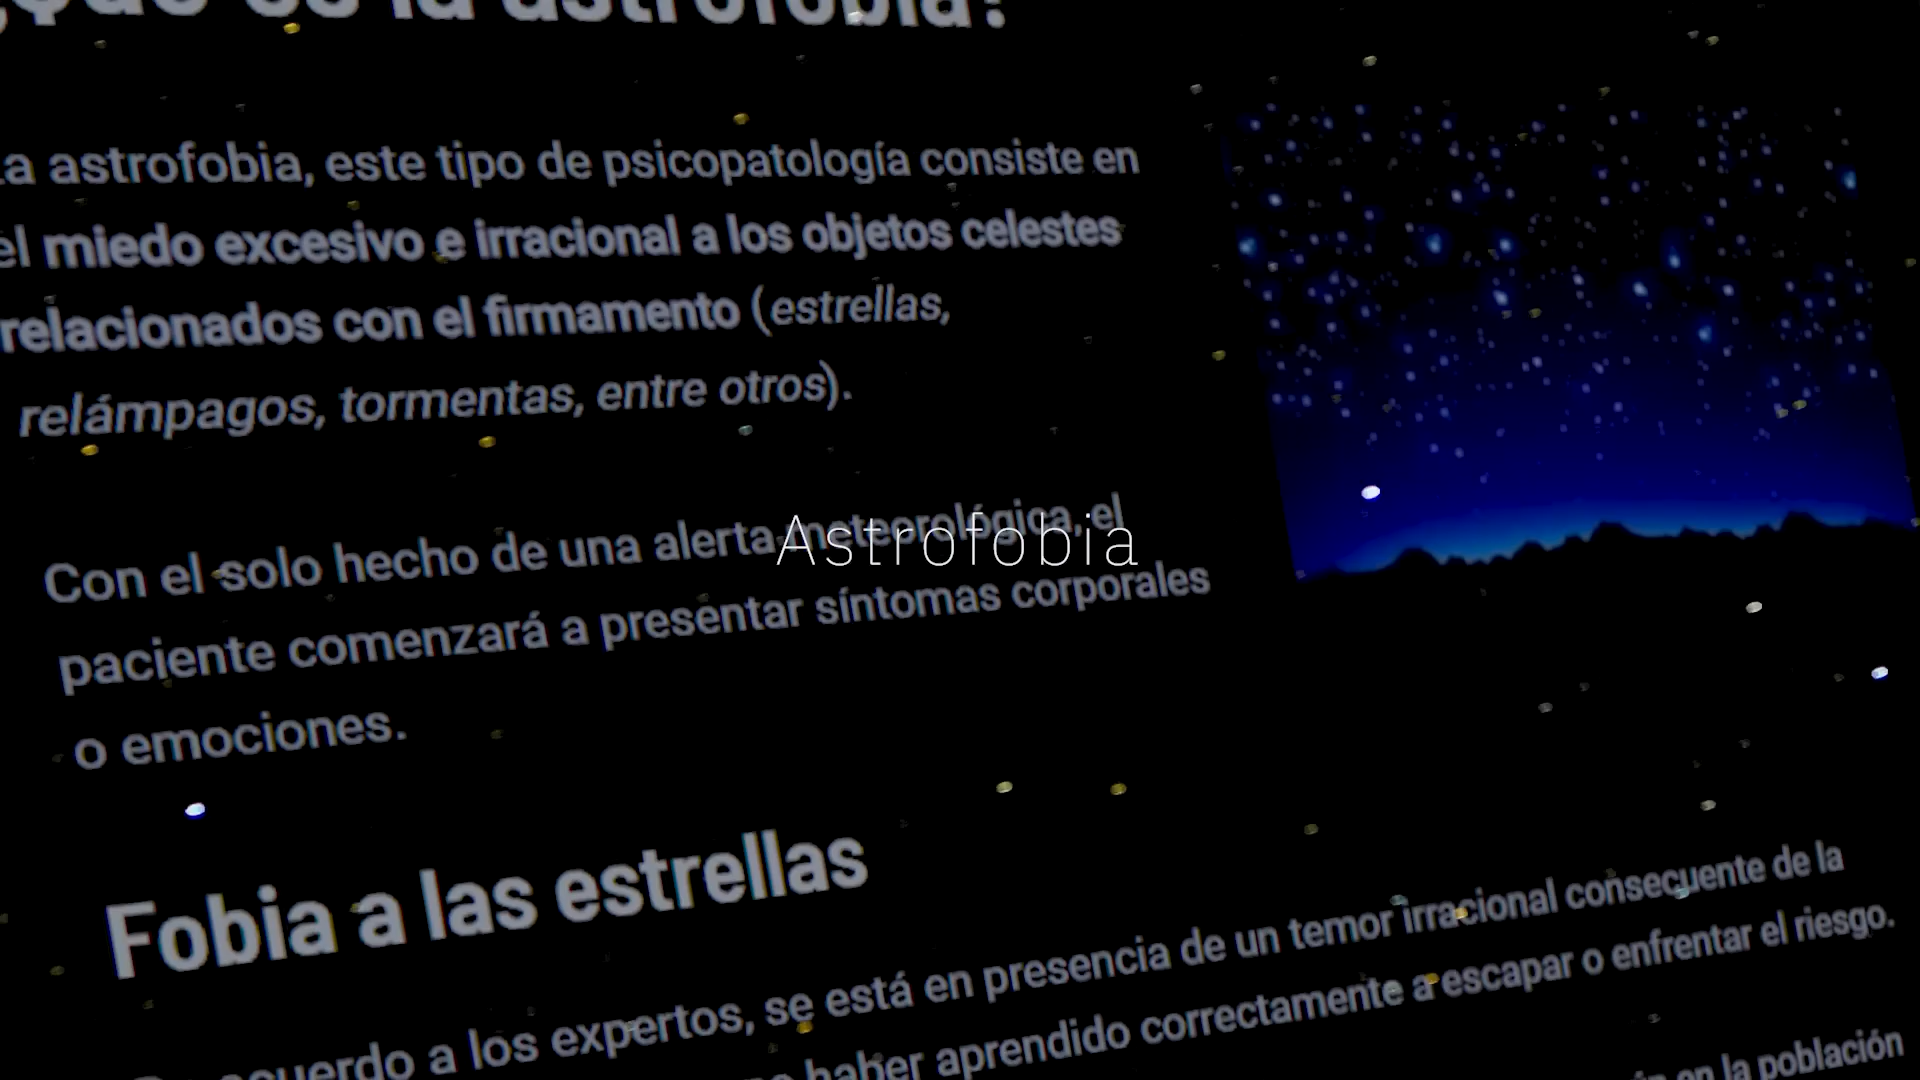 ¿Qué es la astrofobia?
La astrofobia, este tipo de psicopatología consiste en
el miedo excesivo e irracional a los objetos celestes
relacionados con el firmamento (estrellas,
relámpagos, tormentas, entre otros).
Con el solo hecho de una alerta meteorológica, el
Astrofobia
paciente comenzará a presentar síntomas corporales
o emociones.
Fobia a las estrellas
acuerdo a los expertos, se está en presencia de un temor irracional consecuente de la
haber aprendido correctamente a escapar o enfrentar el riesgo.
en la población